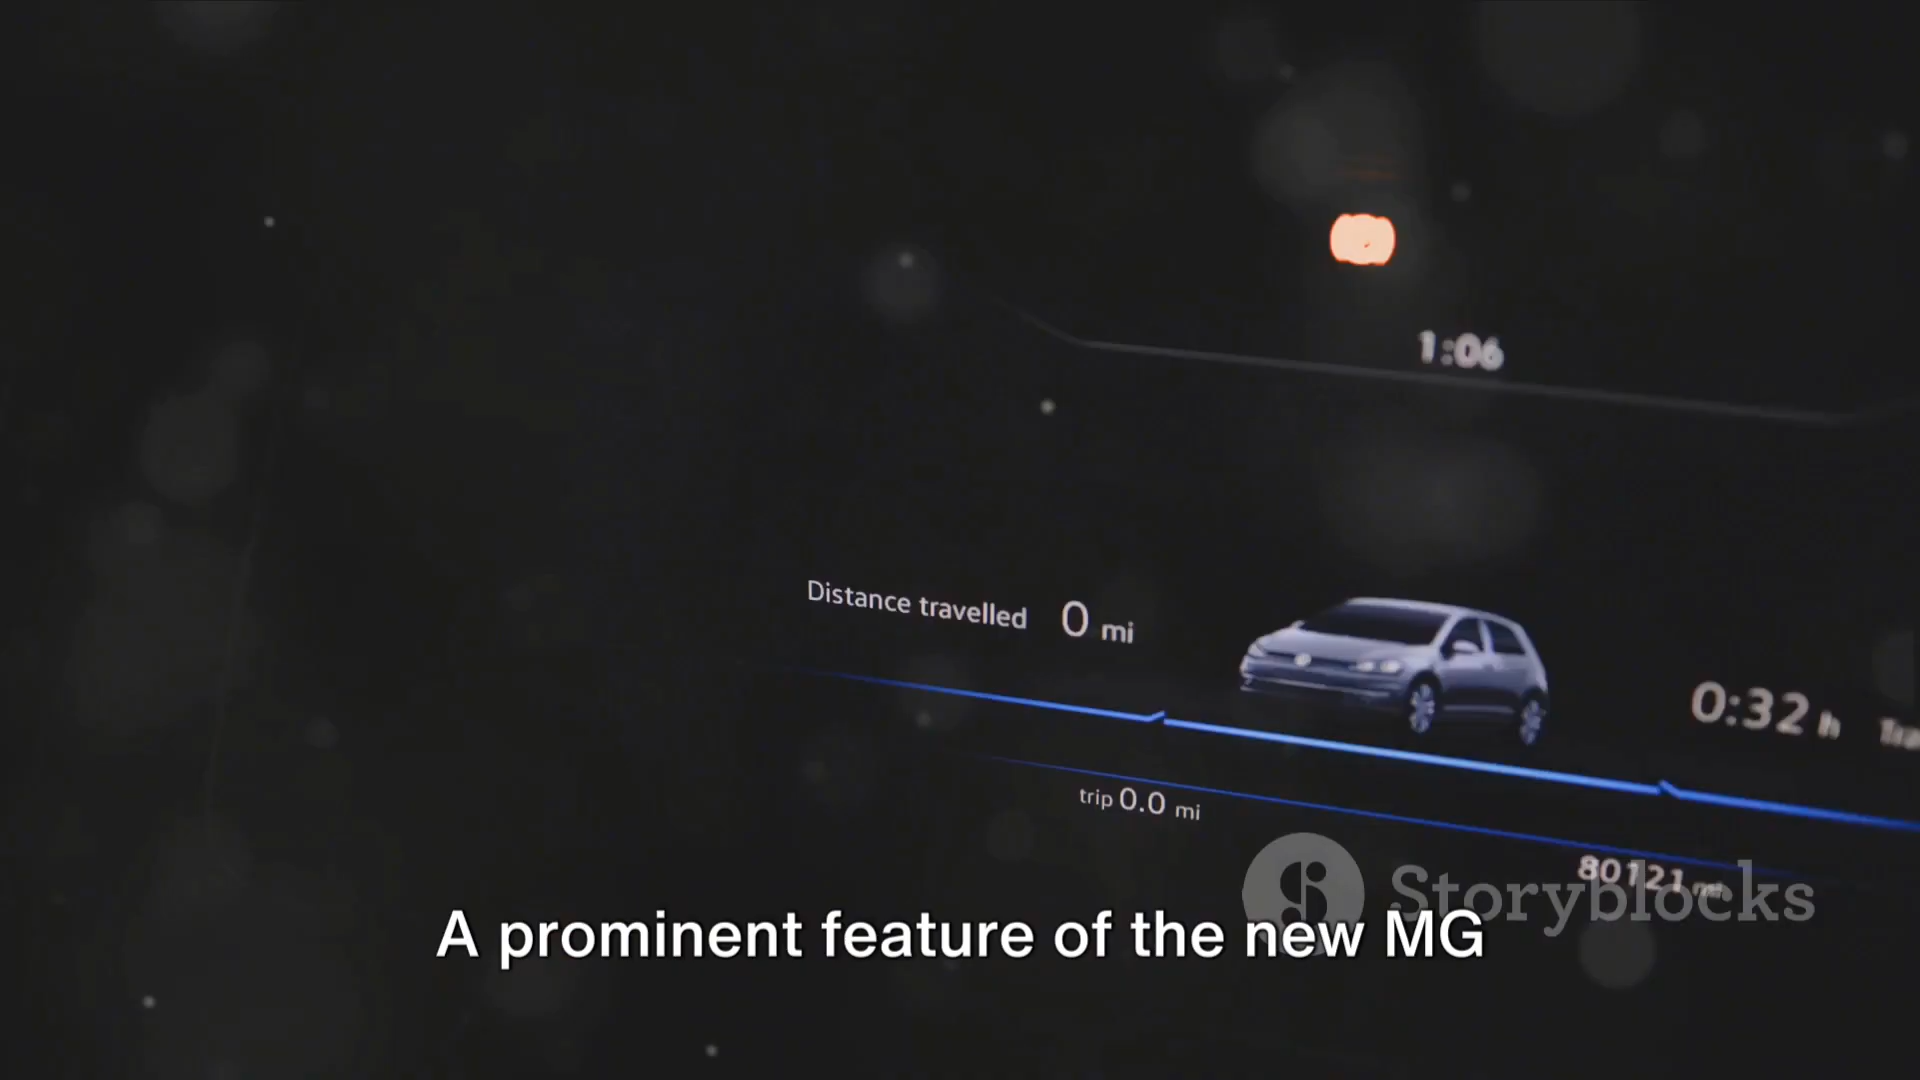 1:06
Distance travelled 0 mi
0:32 h
trip 0.0 mi
80121 mi
Storyblocks
A prominent feature of the new MG